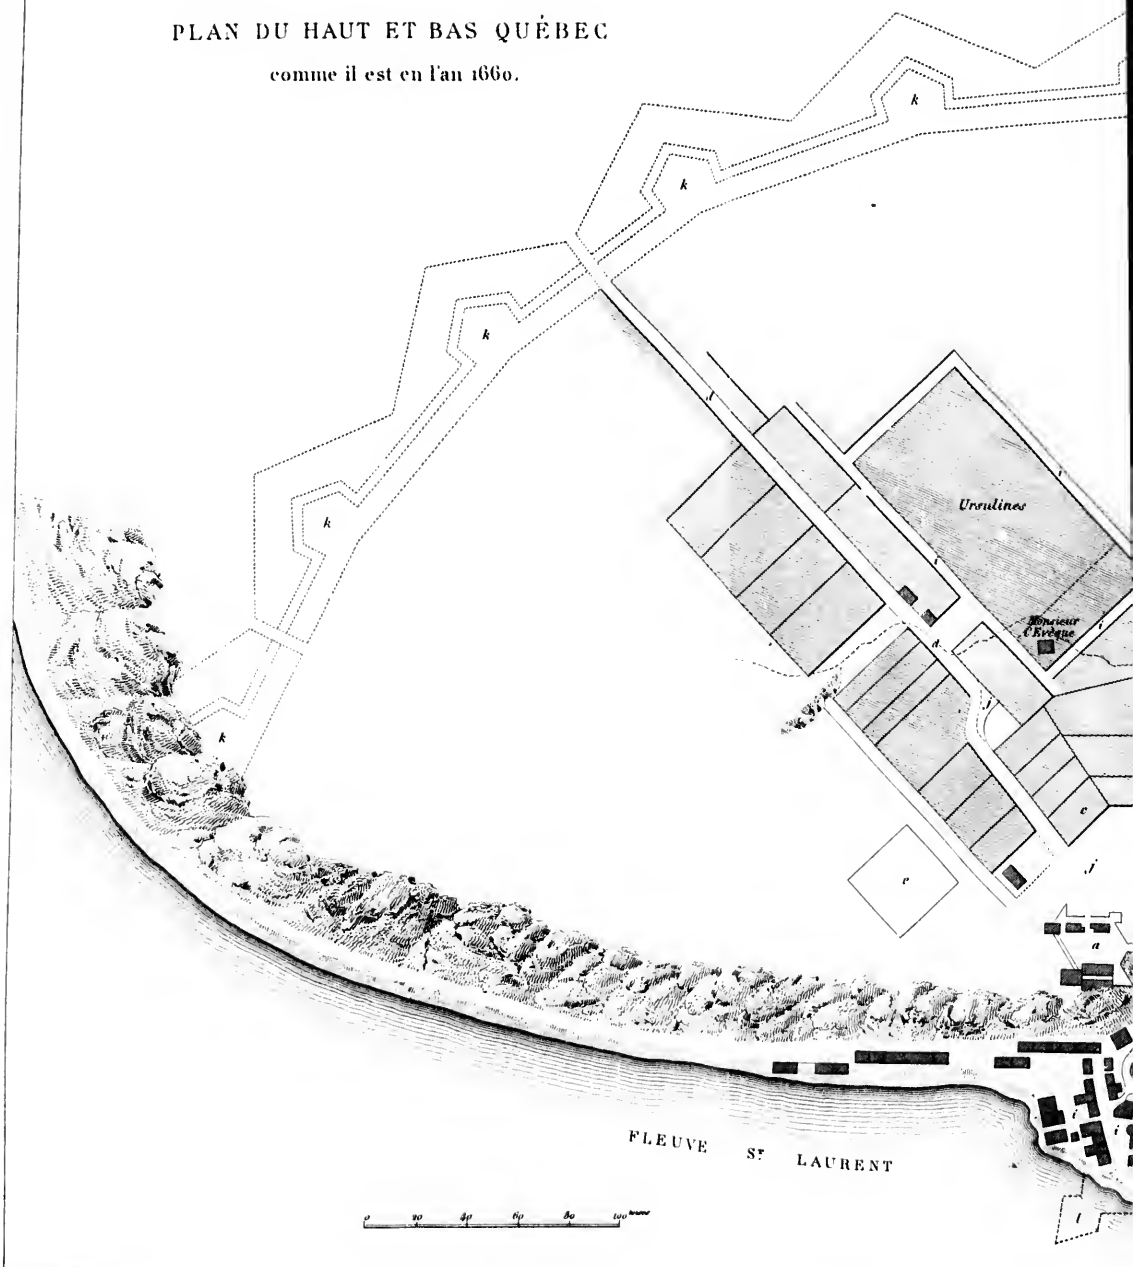 PLAN DU HAUT ET BAS QUÉBEC
comme il est en l'an 1660.
k
k
k
k
k
d
Ursulines
i
i
Monsieur
l'Evêque
i
d
c
j
e
a
i
i
FLEUVE ST LAURENT
0 20 40 60 80 100
l